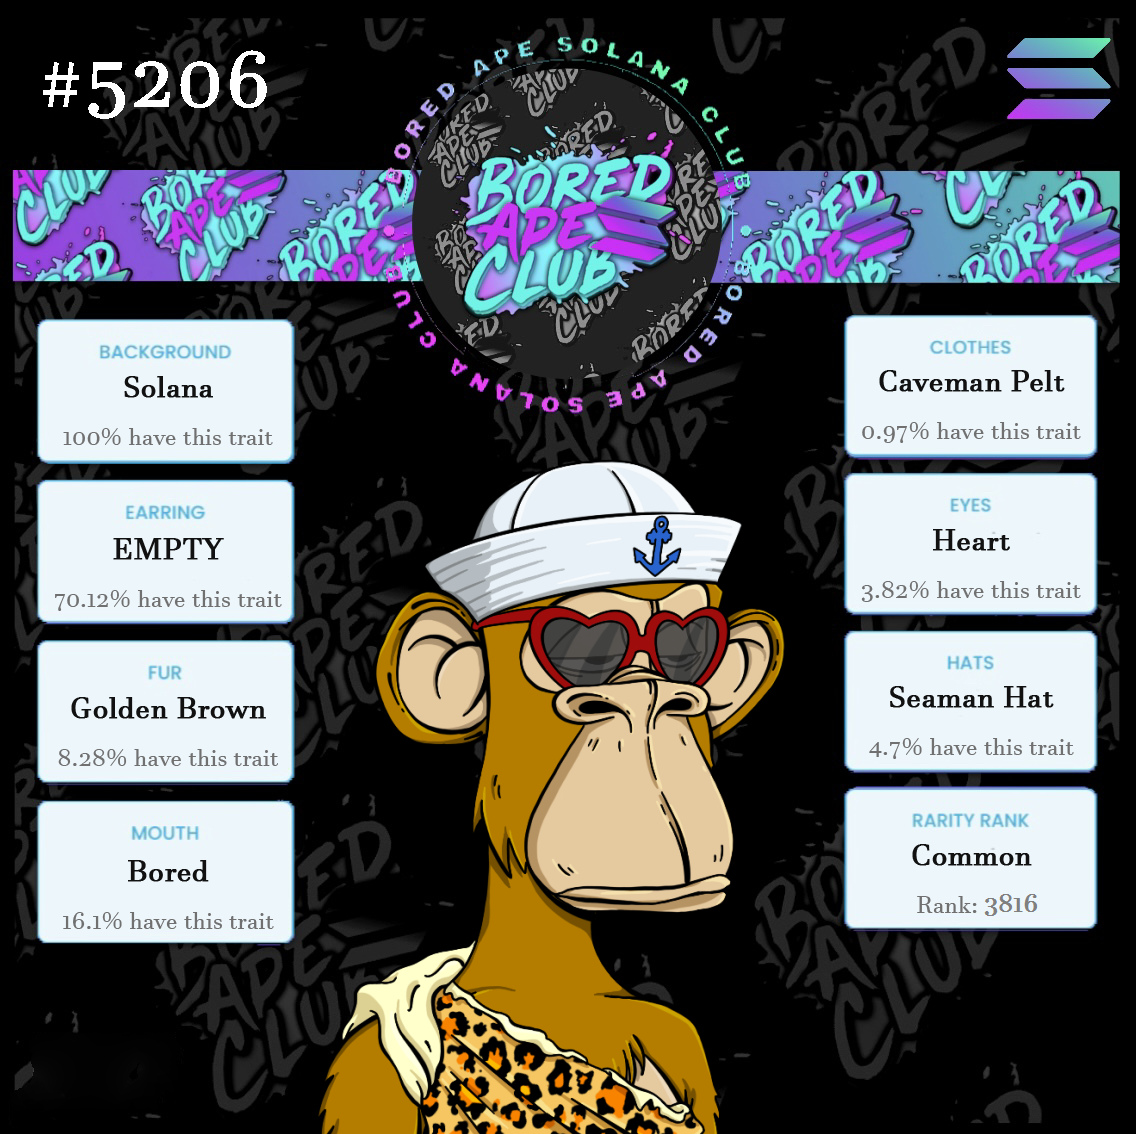 #5206
BORED APE SOLANA CLUB
BORED APE SOLANA CLUB
BORED
APE
CLUB
BACKGROUND
Solana
100% have this trait
EARRING
EMPTY
70.12% have this trait
FUR
Golden Brown
8.28% have this trait
MOUTH
Bored
16.1% have this trait
CLOTHES
Caveman Pelt
0.97% have this trait
EYES
Heart
3.82% have this trait
HATS
Seaman Hat
4.7% have this trait
RARITY RANK
Common
Rank: 3816